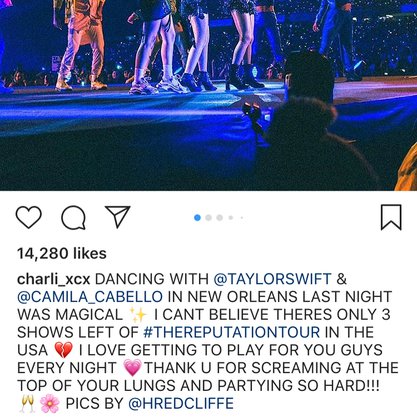 14,280 likes
charli_xcx DANCING WITH @TAYLORSWIFT &
@CAMILA_CABELLO IN NEW ORLEANS LAST NIGHT
WAS MAGICAL ✨ I CANT BELIEVE THERES ONLY 3
SHOWS LEFT OF #THEREPUTATIONTOUR IN THE
USA 💔 I LOVE GETTING TO PLAY FOR YOU GUYS
EVERY NIGHT 💗THANK U FOR SCREAMING AT THE
TOP OF YOUR LUNGS AND PARTYING SO HARD!!!
🥂🌸 PICS BY @HREDCLIFFE